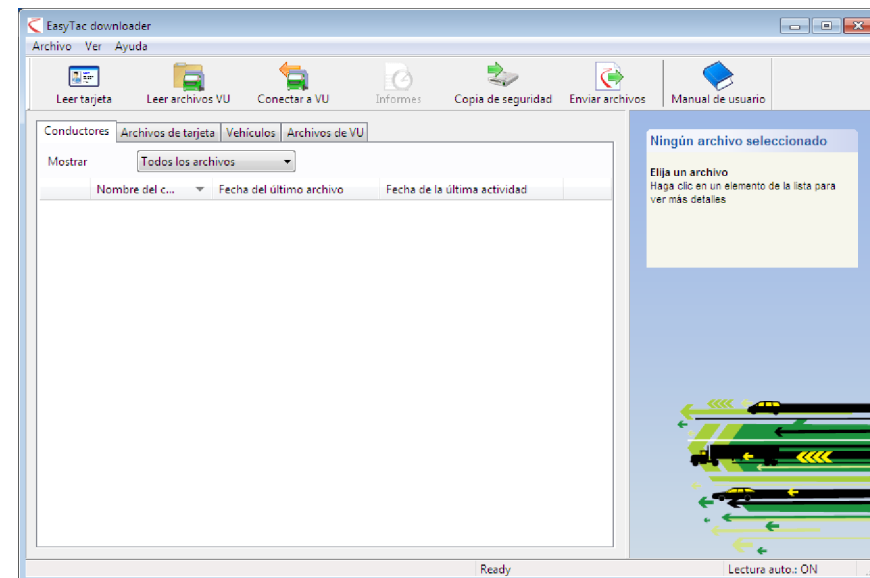 EasyTac downloader
Archivo Ver Ayuda
Leer tarjeta Leer archivos VU Conectar a VU Informes Copia de seguridad Enviar archivos Manual de usuario
Conductores Archivos de tarjeta Vehículos Archivos de VU
Mostrar Todos los archivos
Nombre del c... Fecha del último archivo Fecha de la última actividad
Ningún archivo seleccionado
Elija un archivo
Haga clic en un elemento de la lista para
ver más detalles
Ready Lectura auto.: ON